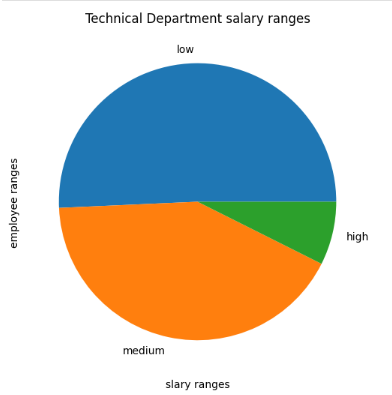 Technical Department salary ranges
low
employee ranges
high
medium
slary ranges